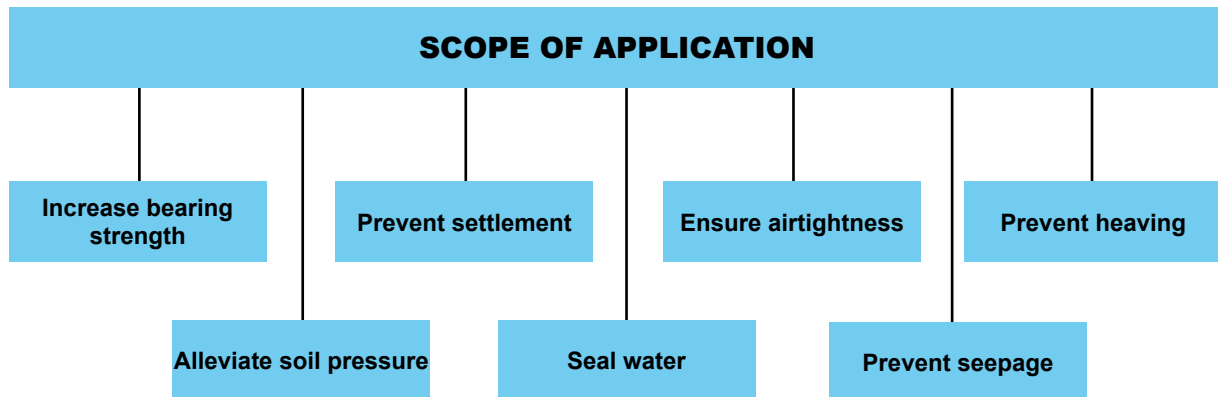 SCOPE OF APPLICATION
Increase bearing
strength
Prevent settlement
Ensure airtightness
Prevent heaving
Alleviate soil pressure
Seal water
Prevent seepage